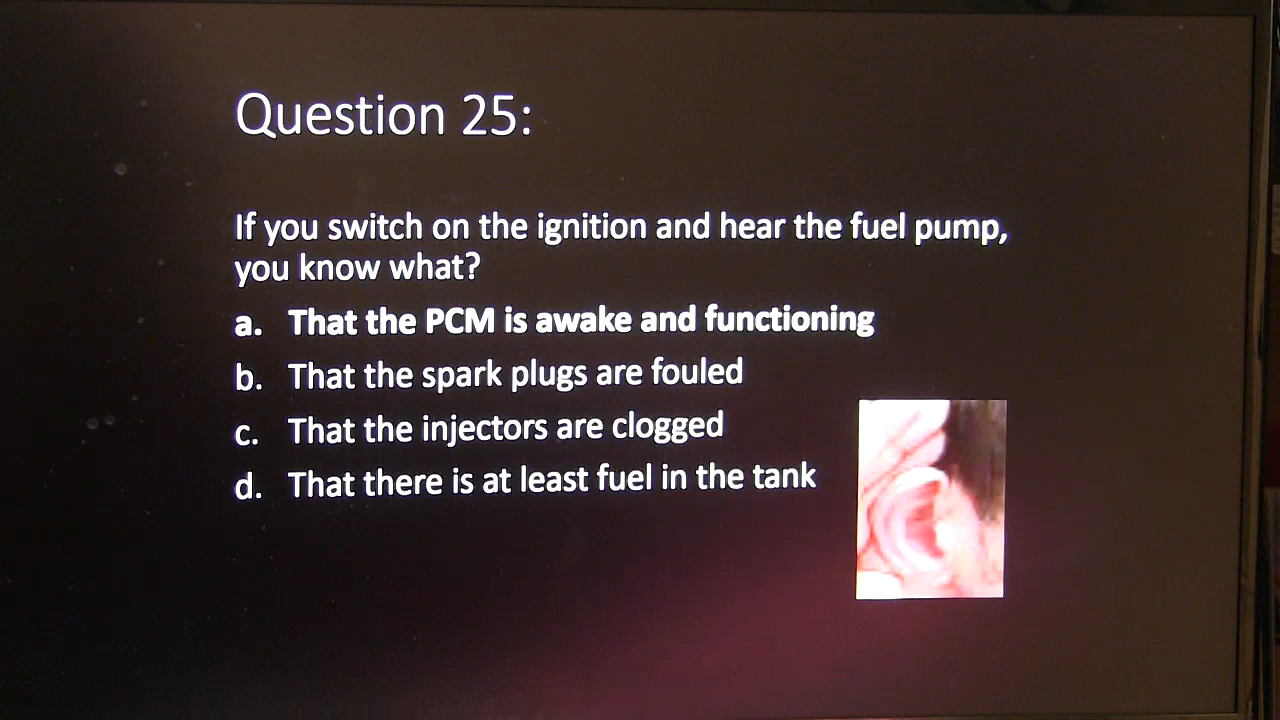 Question 25:
If you switch on the ignition and hear the fuel pump,
you know what?
a. That the PCM is awake and functioning
b. That the spark plugs are fouled
c. That the injectors are clogged
d. That there is at least fuel in the tank